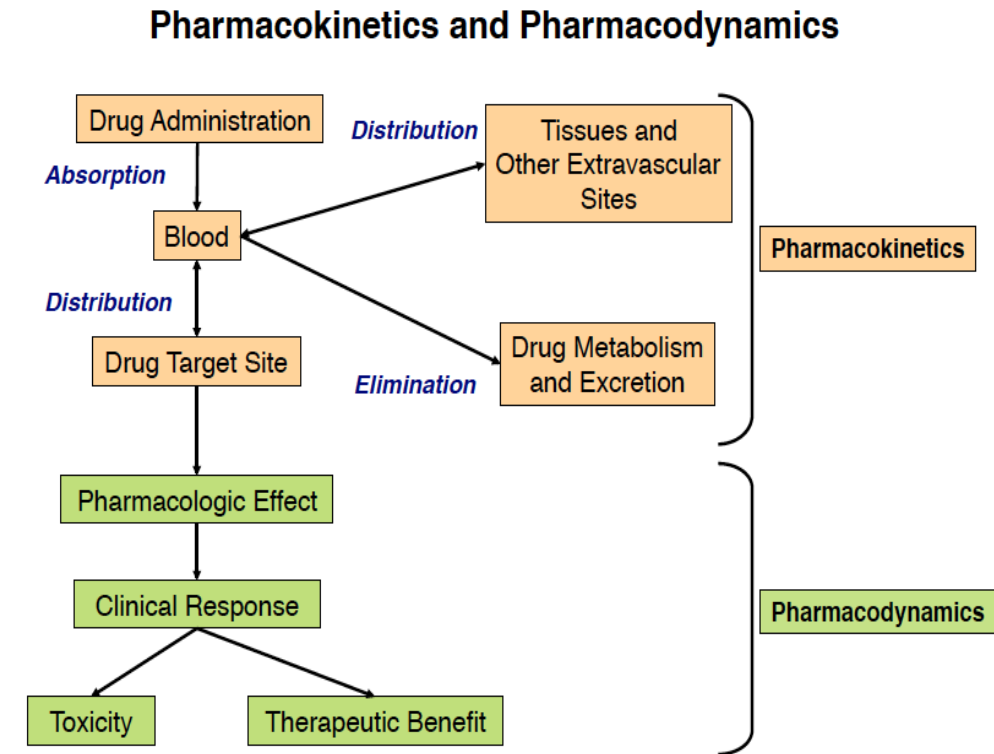 Pharmacokinetics and Pharmacodynamics
Drug Administration
Distribution
Tissues and
Other Extravascular
Sites
Absorption
Blood
Pharmacokinetics
Distribution
Drug Target Site
Drug Metabolism
and Excretion
Elimination
Pharmacologic Effect
Clinical Response
Pharmacodynamics
Toxicity
Therapeutic Benefit